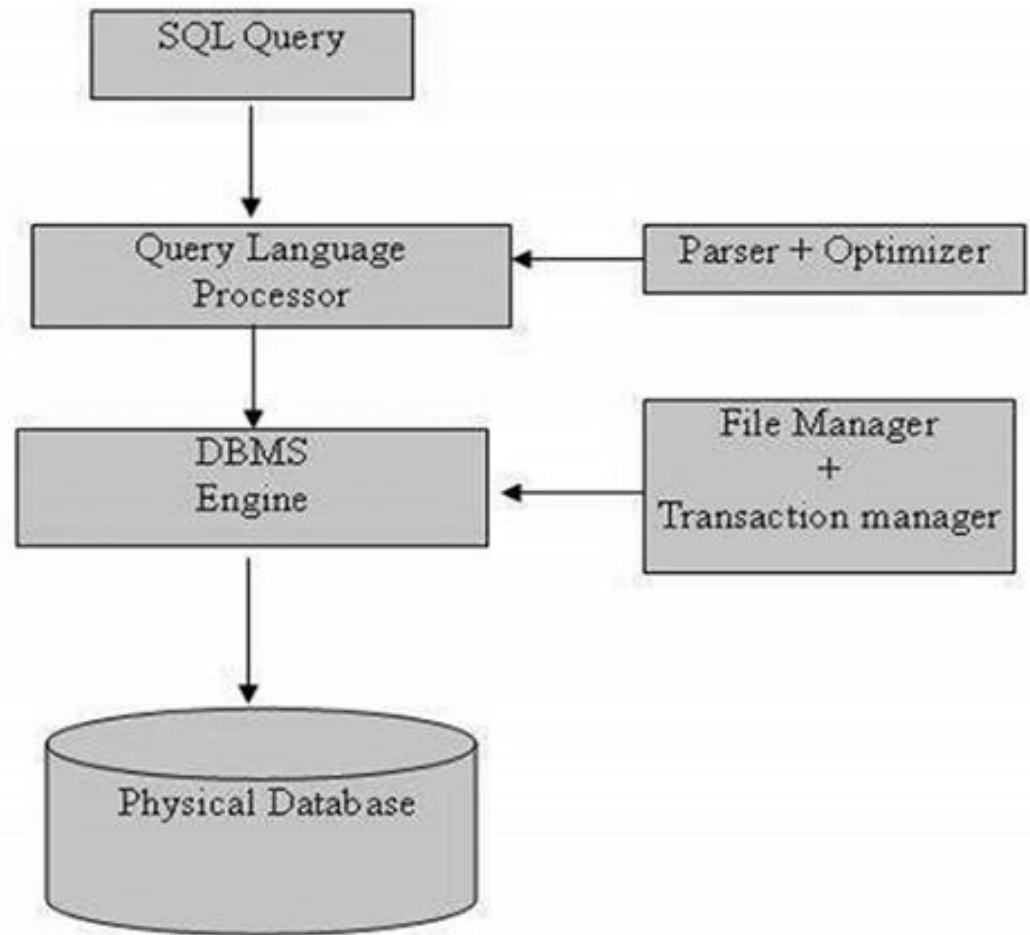 SQL Query
Query Language
Processor
Parser + Optimizer
DBMS
Engine
File Manager
+
Transaction manager
Physical Database